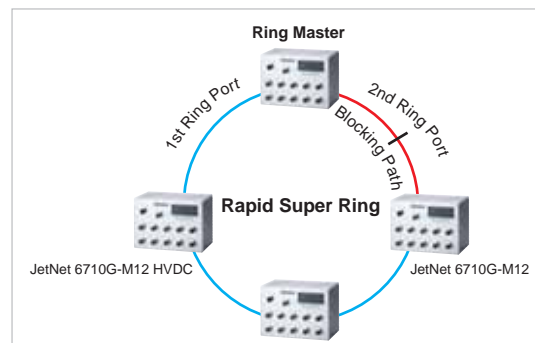 Ring Master
1st Ring Port
2nd Ring Port
Blocking Path
Rapid Super Ring
JetNet 6710G-M12 HVDC
JetNet 6710G-M12